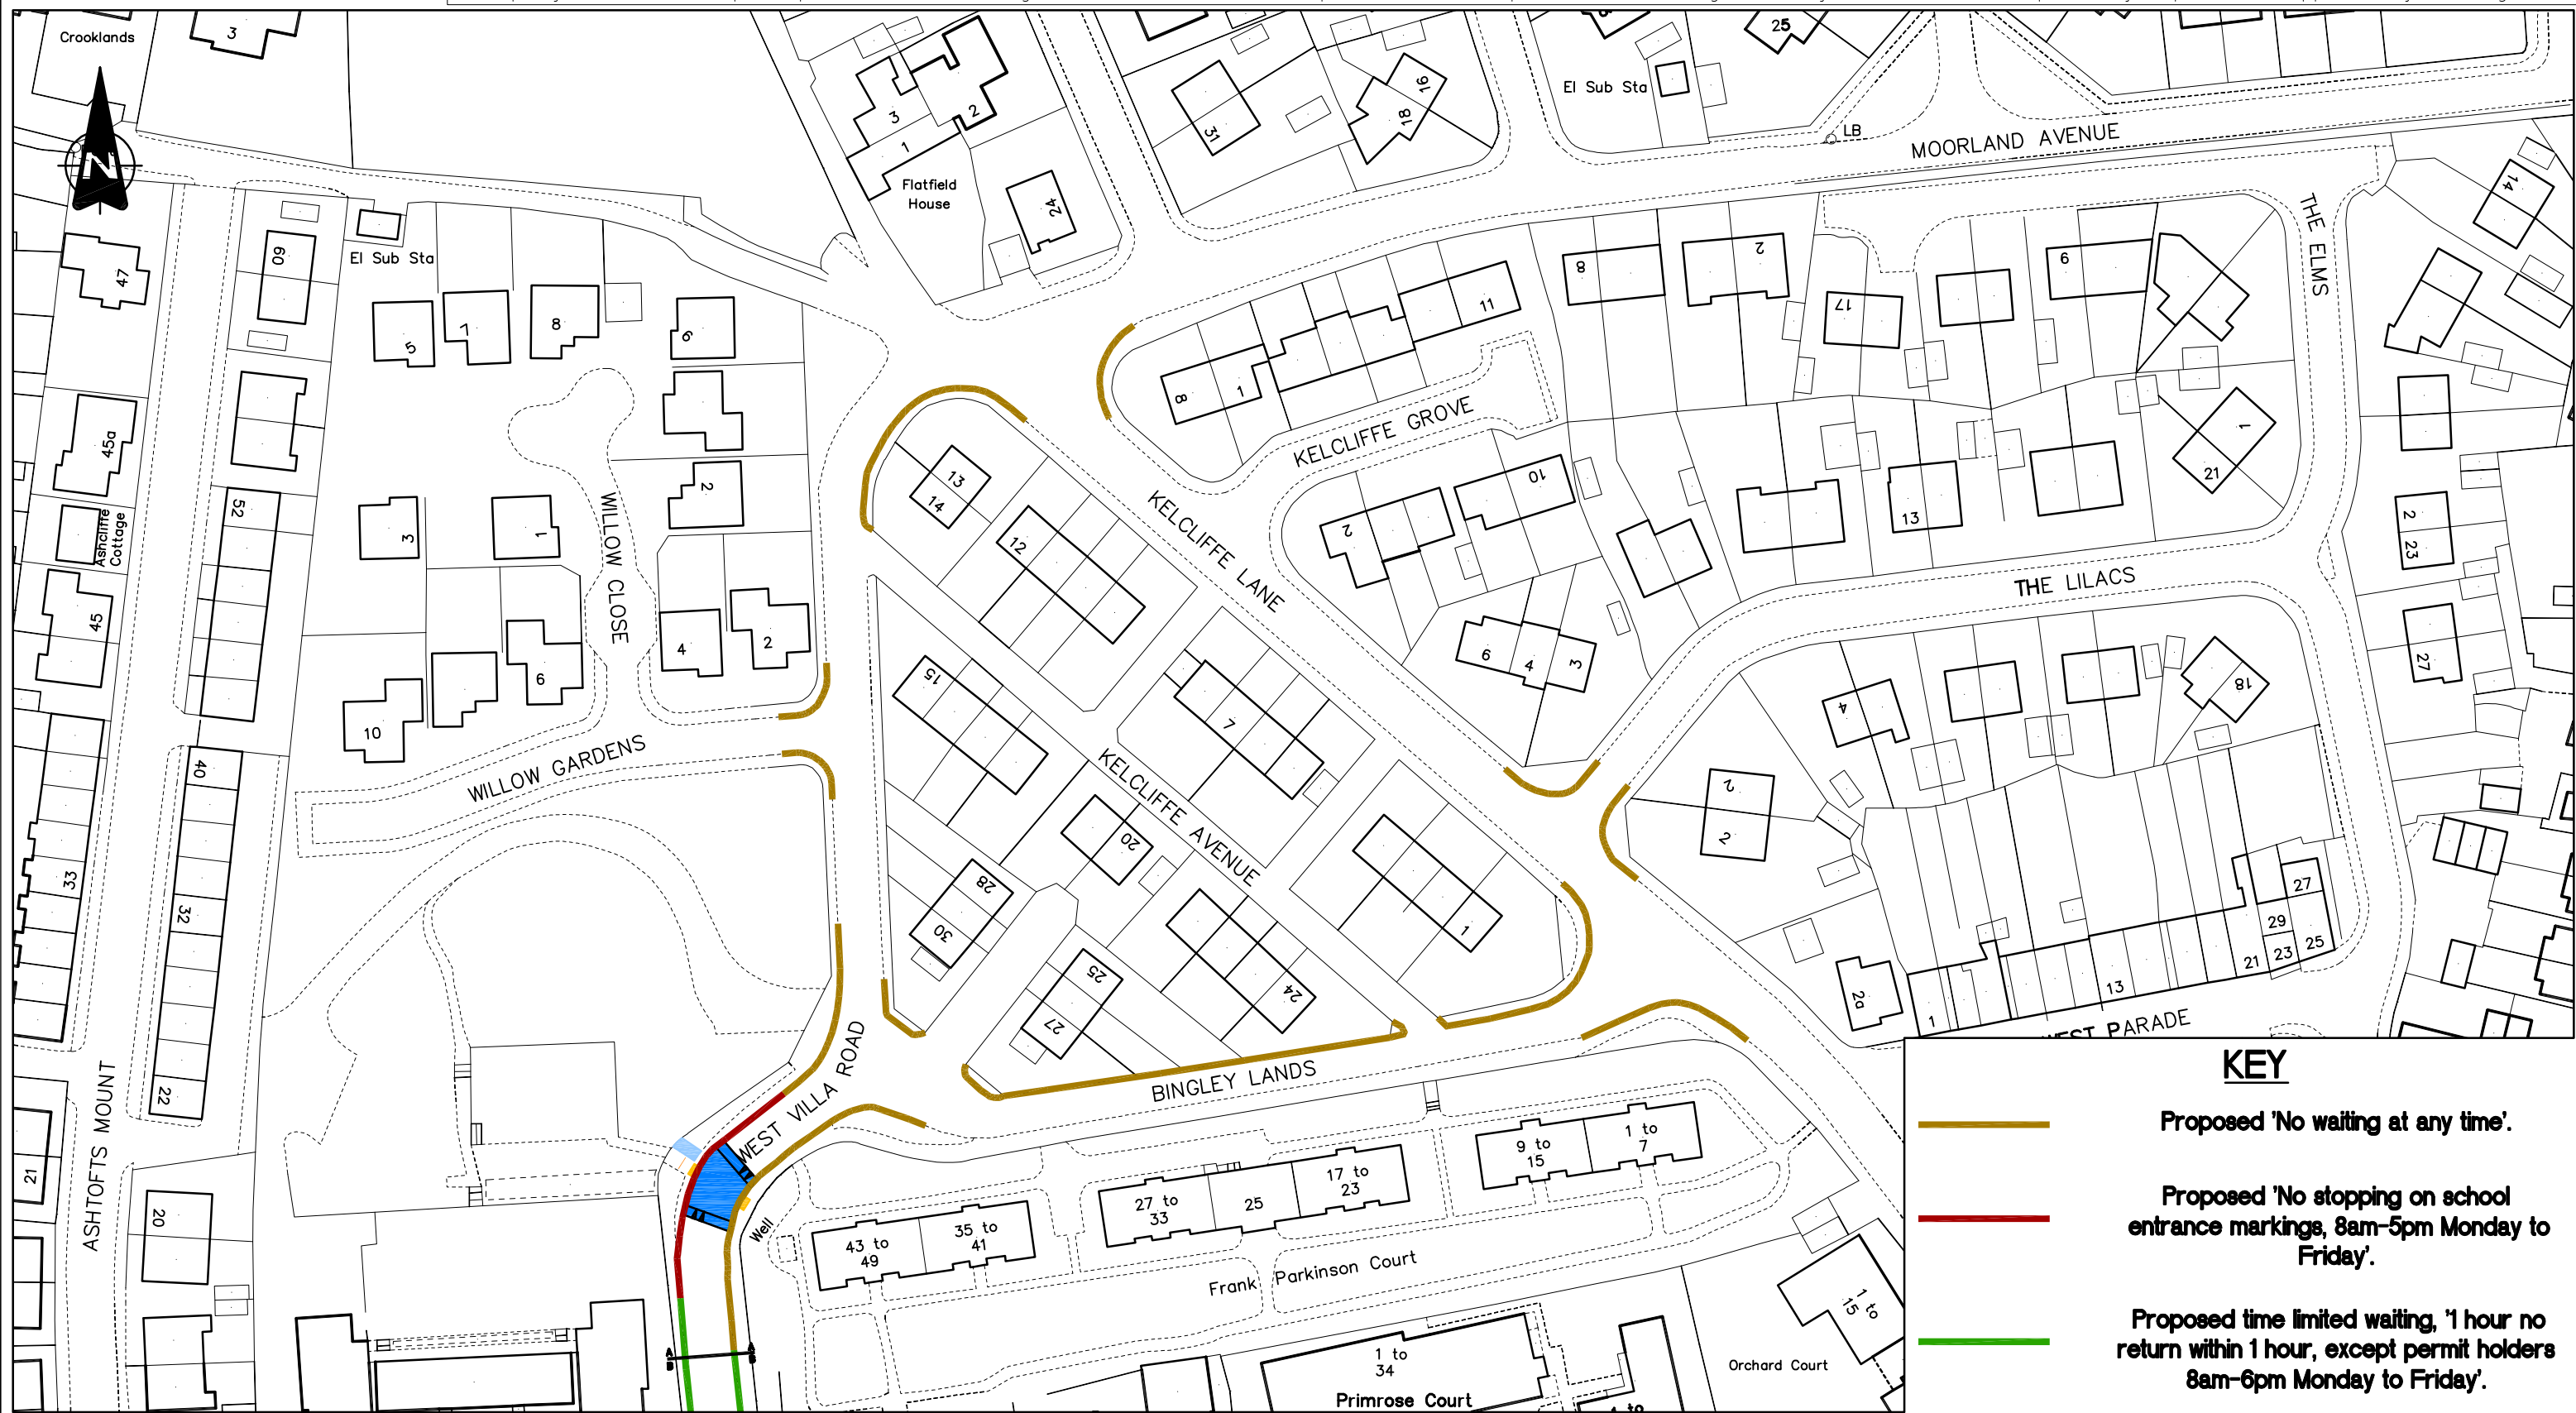 Crooklands
3
N
47
60
El Sub Sta
5
7
8
6
45a
52
Ashcliffe
Cottage
3
1
2
WILLOW CLOSE
45
4
2
6
10
WILLOW GARDENS
40
33
32
22
ASHTOFTS MOUNT
21
20
3
2
1
Flatfield
House
24
31
16
18
25
El Sub Sta
LB
MOORLAND AVENUE
THE ELMS
14
8
1
11
KELCLIFFE GROVE
8
2
17
9
1
21
13
14
12
KELCLIFFE LANE
2
10
13
2
23
27
6
4
3
THE LILACS
15
7
4
18
KELCLIFFE AVENUE
20
2
2
28
30
1
24
25
27
2a
1
13
21
23
25
29
27
WEST PARADE
WEST VILLA ROAD
BINGLEY LANDS
Well
43 to
49
35 to
41
27 to
33
25
17 to
23
9 to
15
1 to
7
Frank Parkinson Court
1 to
15
Orchard Court
1 to
34
Primrose Court
A
B
A
B
KEY
Proposed 'No waiting at any time'.
Proposed 'No stopping on school
entrance markings, 8am-5pm Monday to
Friday'.
Proposed time limited waiting, '1 hour no
return within 1 hour, except permit holders
8am-6pm Monday to Friday'.